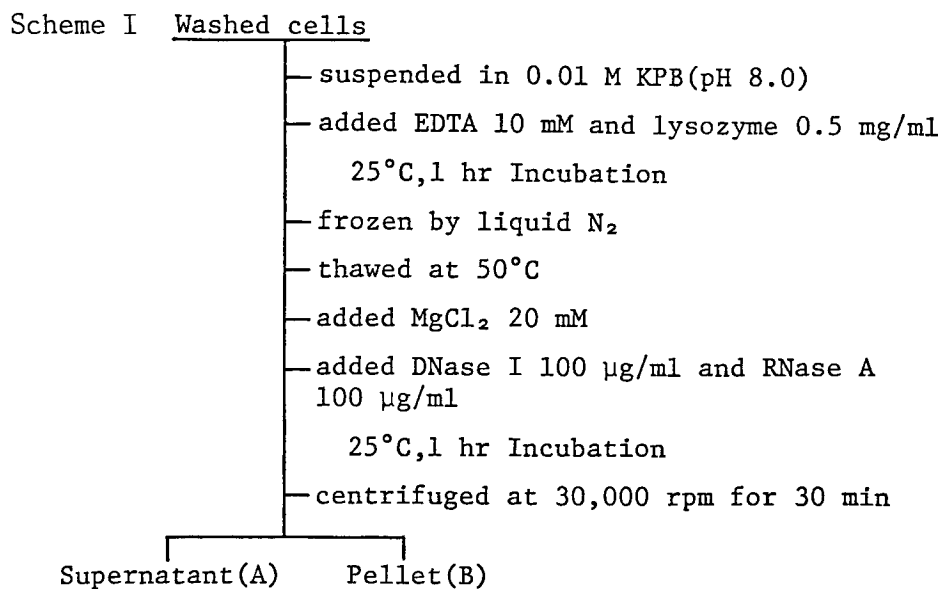 Scheme I Washed cells
suspended in 0.01 M KPB(pH 8.0)
added EDTA 10 mM and lysozyme 0.5 mg/ml
25°C,1 hr Incubation
frozen by liquid N₂
thawed at 50°C
added MgCl₂ 20 mM
added DNase I 100 μg/ml and RNase A
100 μg/ml
25°C,1 hr Incubation
centrifuged at 30,000 rpm for 30 min
Supernatant(A) Pellet(B)